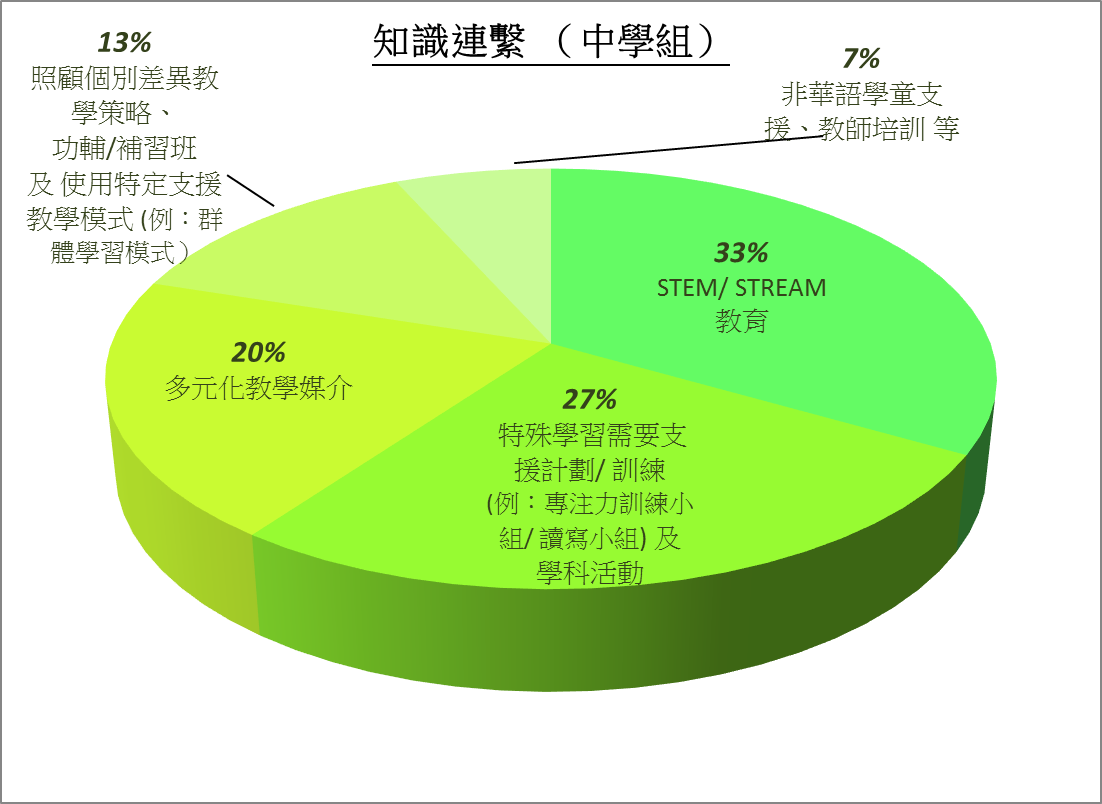 知識連繫 （中學組）
13%
照顧個別差異教
學策略、
功輔/補習班
及 使用特定支援
教學模式 (例：群
體學習模式）
7%
非華語學童支
援、教師培訓 等
33%
STEM/ STREAM
教育
20%
多元化教學媒介
27%
特殊學習需要支
援計劃/ 訓練
(例：專注力訓練小
組/ 讀寫小組) 及
學科活動